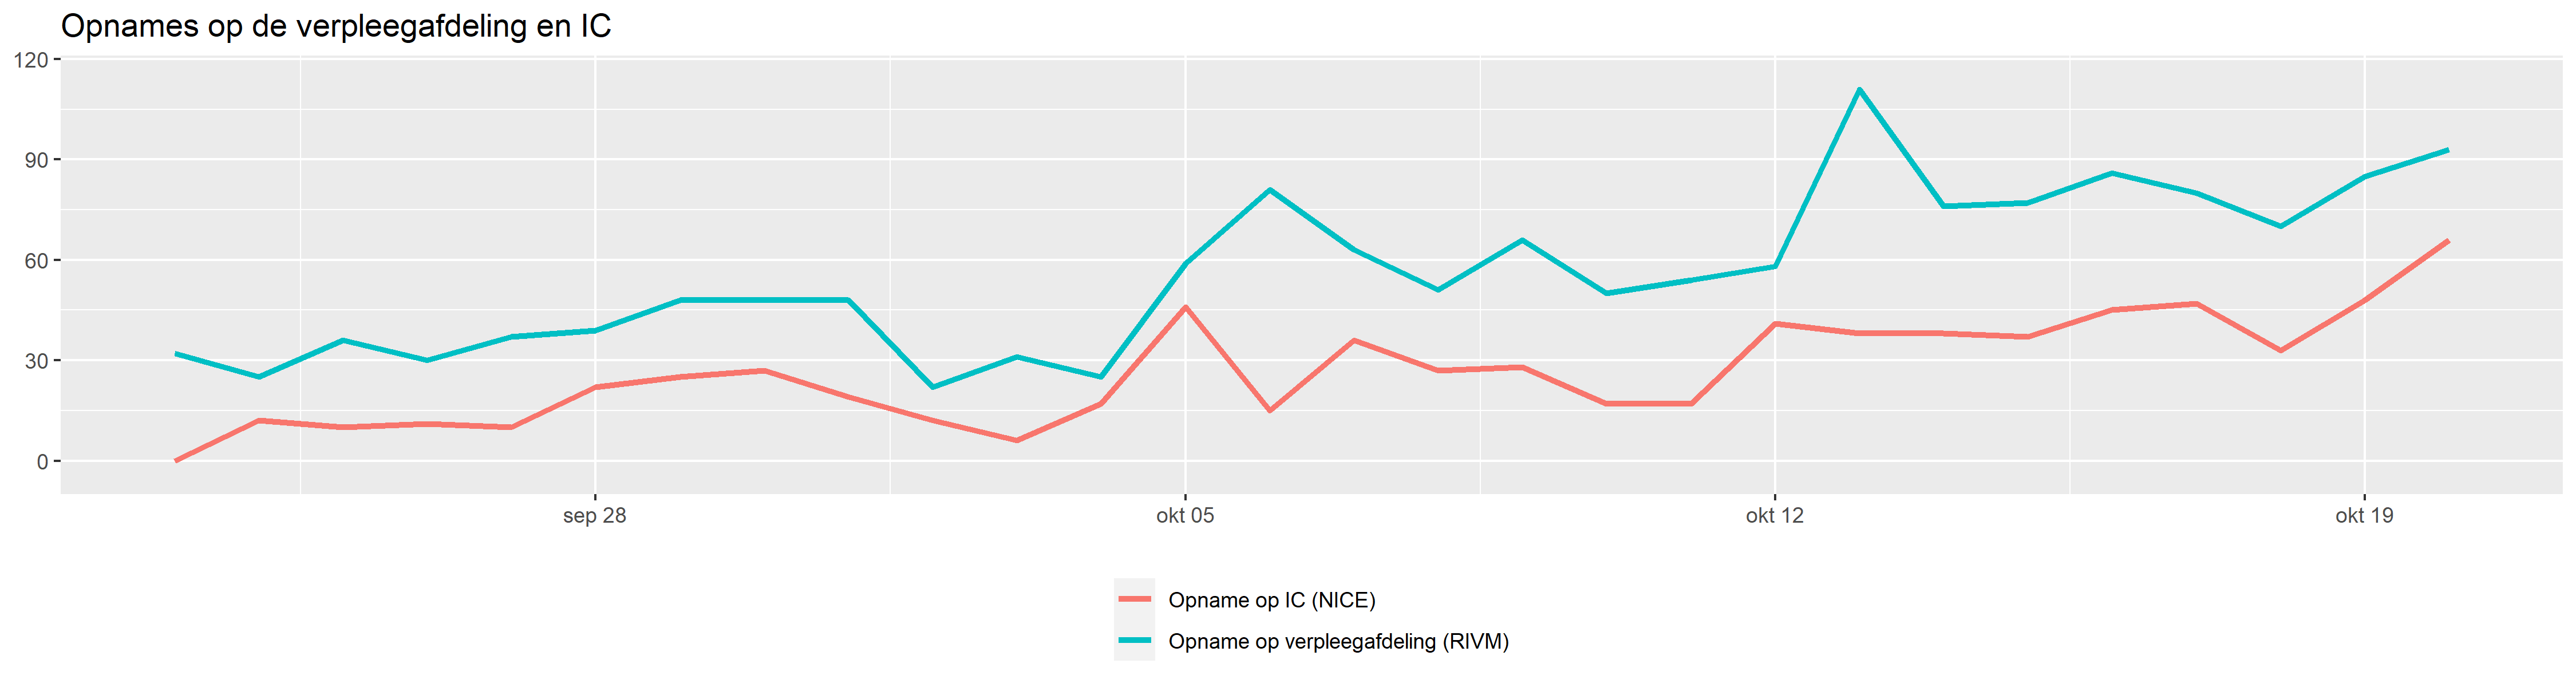 Opnames op de verpleegafdeling en IC
120
90
60
30
0
sep 28 okt 05 okt 12 okt 19
Opname op IC (NICE)
Opname op verpleegafdeling (RIVM)